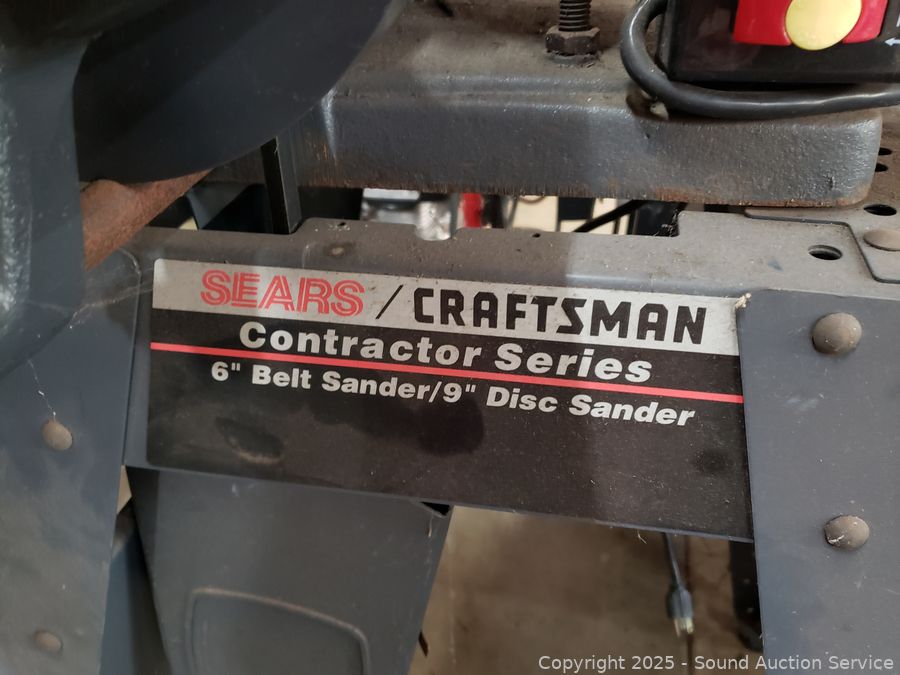 SEARS / CRAFTSMAN
Contractor Series
6" Belt Sander/9" Disc Sander
Copyright 2025 - Sound Auction Service